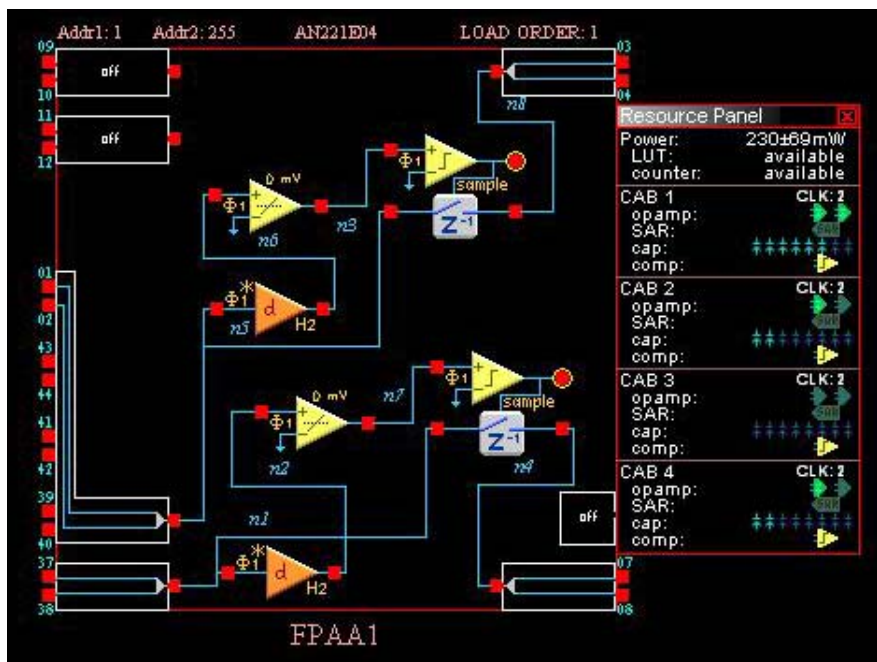 Addr1: 1 Addr2: 255 AN221E04 LOAD ORDER: 1
09
off
10
11
off
12
03
04
n8
Φ1
sample
Z-1
0 mV
Φ1
n6
n3
01
02
43
44
41
42
39
40
37
38
*
Φ1
d
n5
H2
0 mV
Φ1
n2
n7
Φ1
sample
Z-1
n4
n1
*
Φ1
d
H2
off
07
08
FPAA1
Resource Panel
Power: 230±69mW
LUT: available
counter: available
CAB 1 CLK: 2
opamp:
SAR: SAR
cap:
comp:
CAB 2 CLK: 2
opamp:
SAR: SAR
cap:
comp:
CAB 3 CLK: 2
opamp:
SAR: SAR
cap:
comp:
CAB 4 CLK: 2
opamp:
SAR: SAR
cap:
comp: